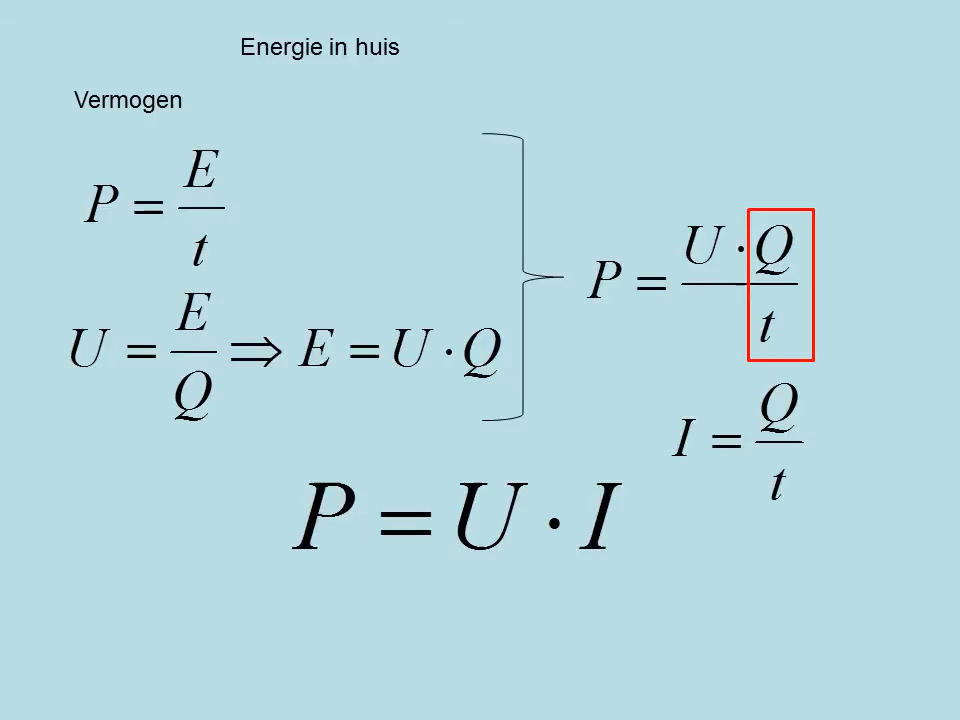 Energie in huis
Vermogen
P = E / t
U = E / Q ⇒ E = U · Q
P = U · Q / t
I = Q / t
P = U · I